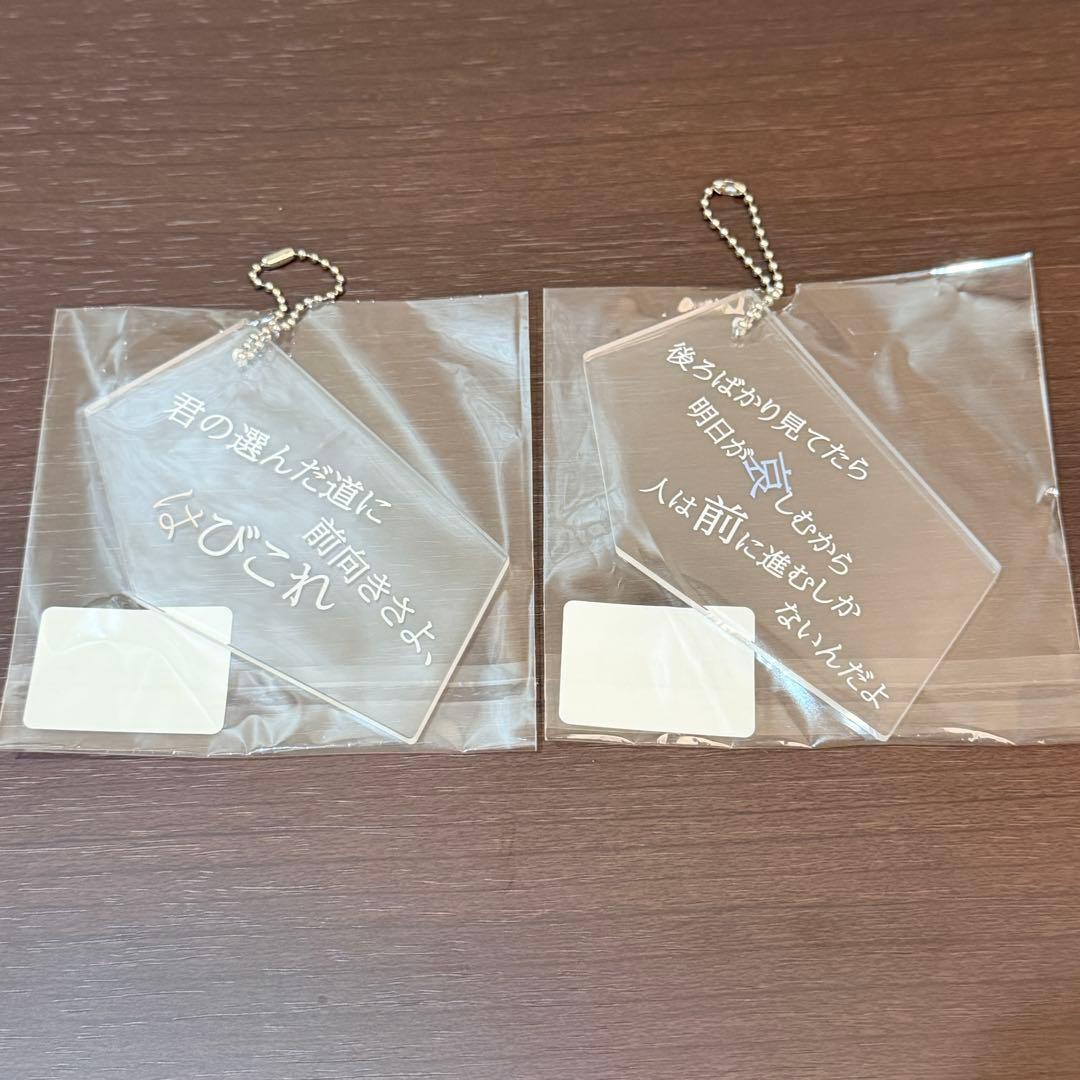 君の選んだ道に
前向きさよ、
はびこれ
後ろばかり見てたら
明日が哀しむから
人は前に進むしか
ないんだよ